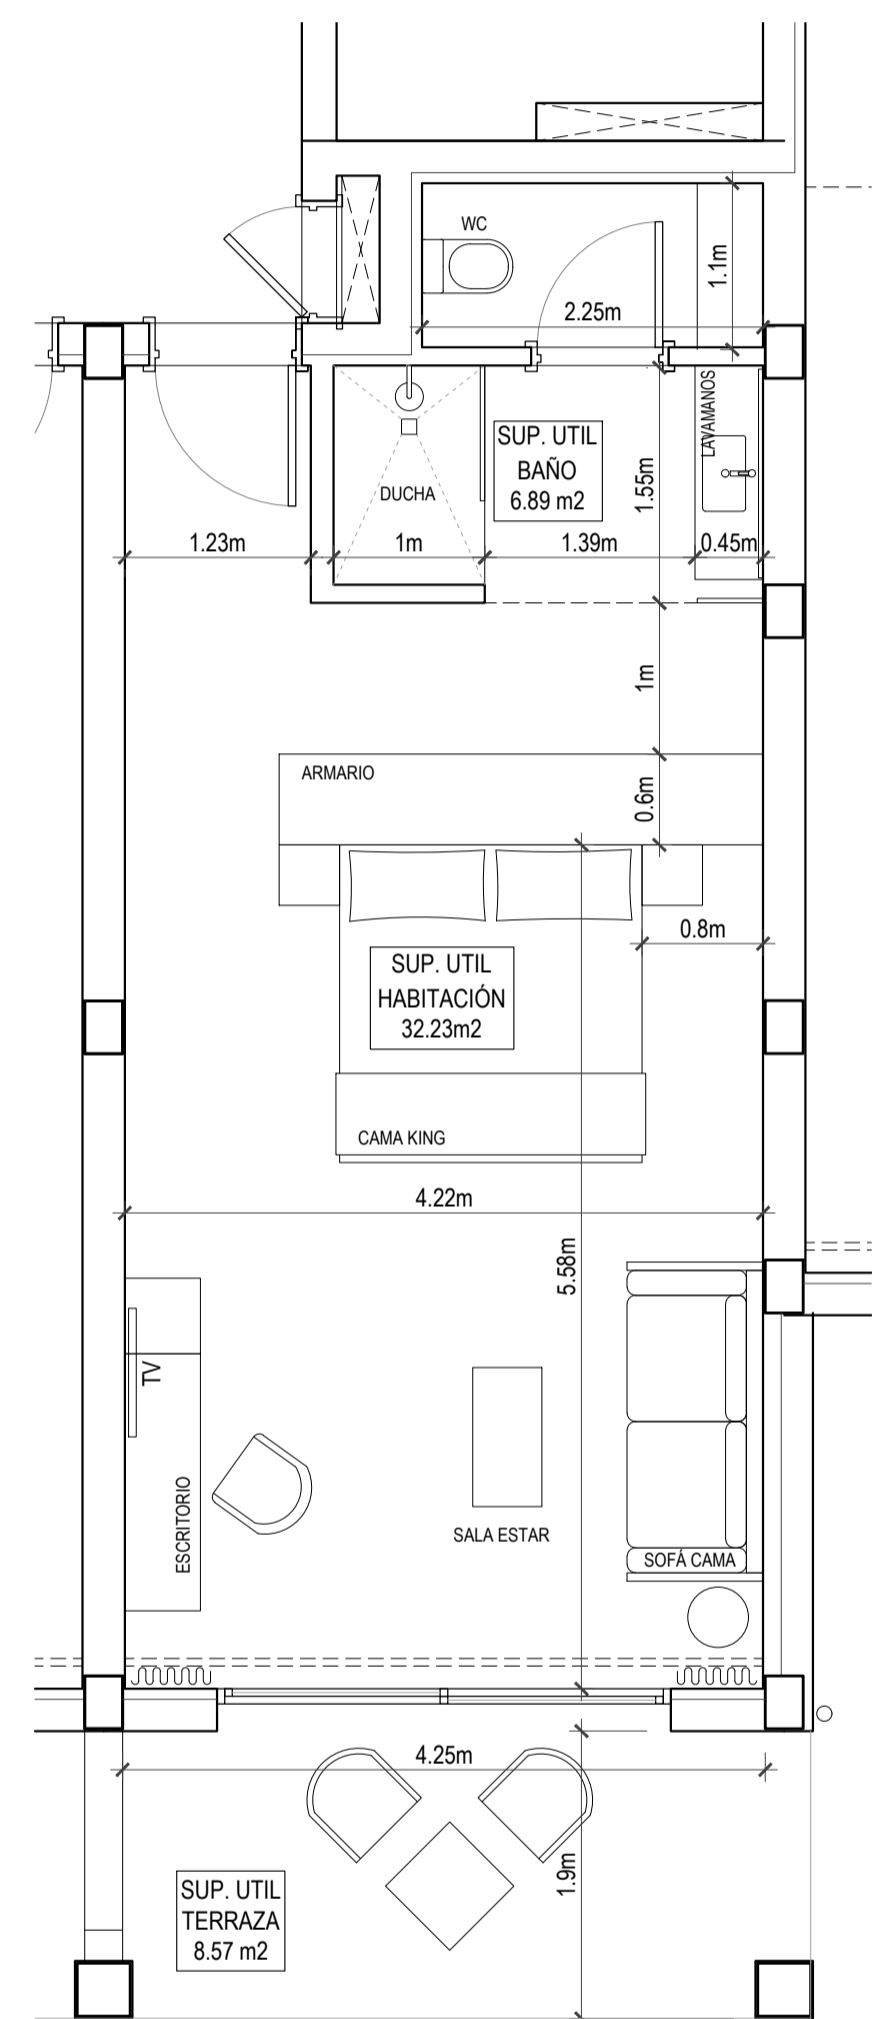 WC
1.1m
2.25m
LAVAMANOS
SUP. UTIL
BAÑO
6.89 m2
1.55m
DUCHA
1.23m
1m
1.39m
0.45m
1m
ARMARIO
0.6m
0.8m
SUP. UTIL
HABITACIÓN
32.23m2
CAMA KING
4.22m
5.58m
TV
ESCRITORIO
SALA ESTAR
SOFÁ CAMA
4.25m
1.9m
SUP. UTIL
TERRAZA
8.57 m2